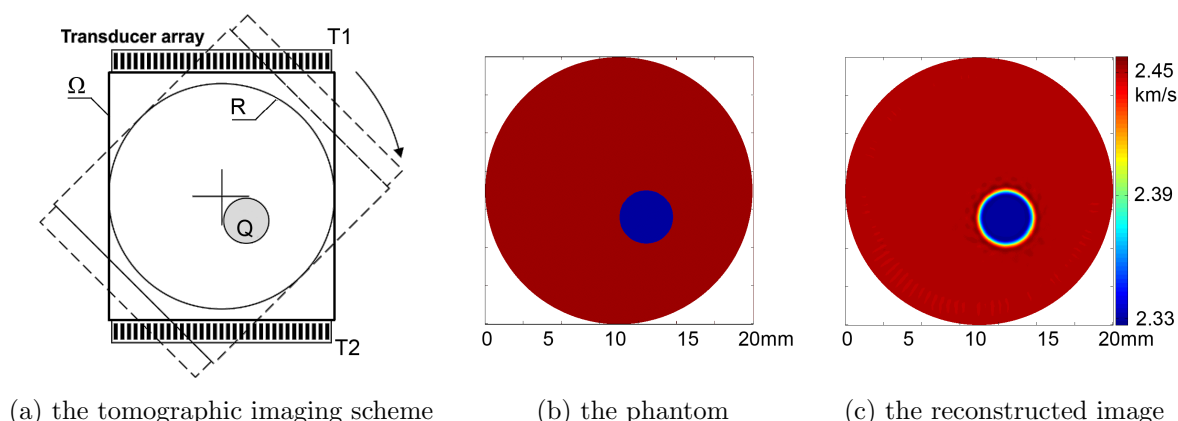 Transducer array T1
Ω
R
Q
T2
2.45
km/s
2.39
2.33
0 5 10 15 20mm
0 5 10 15 20mm
(a) the tomographic imaging scheme
(b) the phantom
(c) the reconstructed image